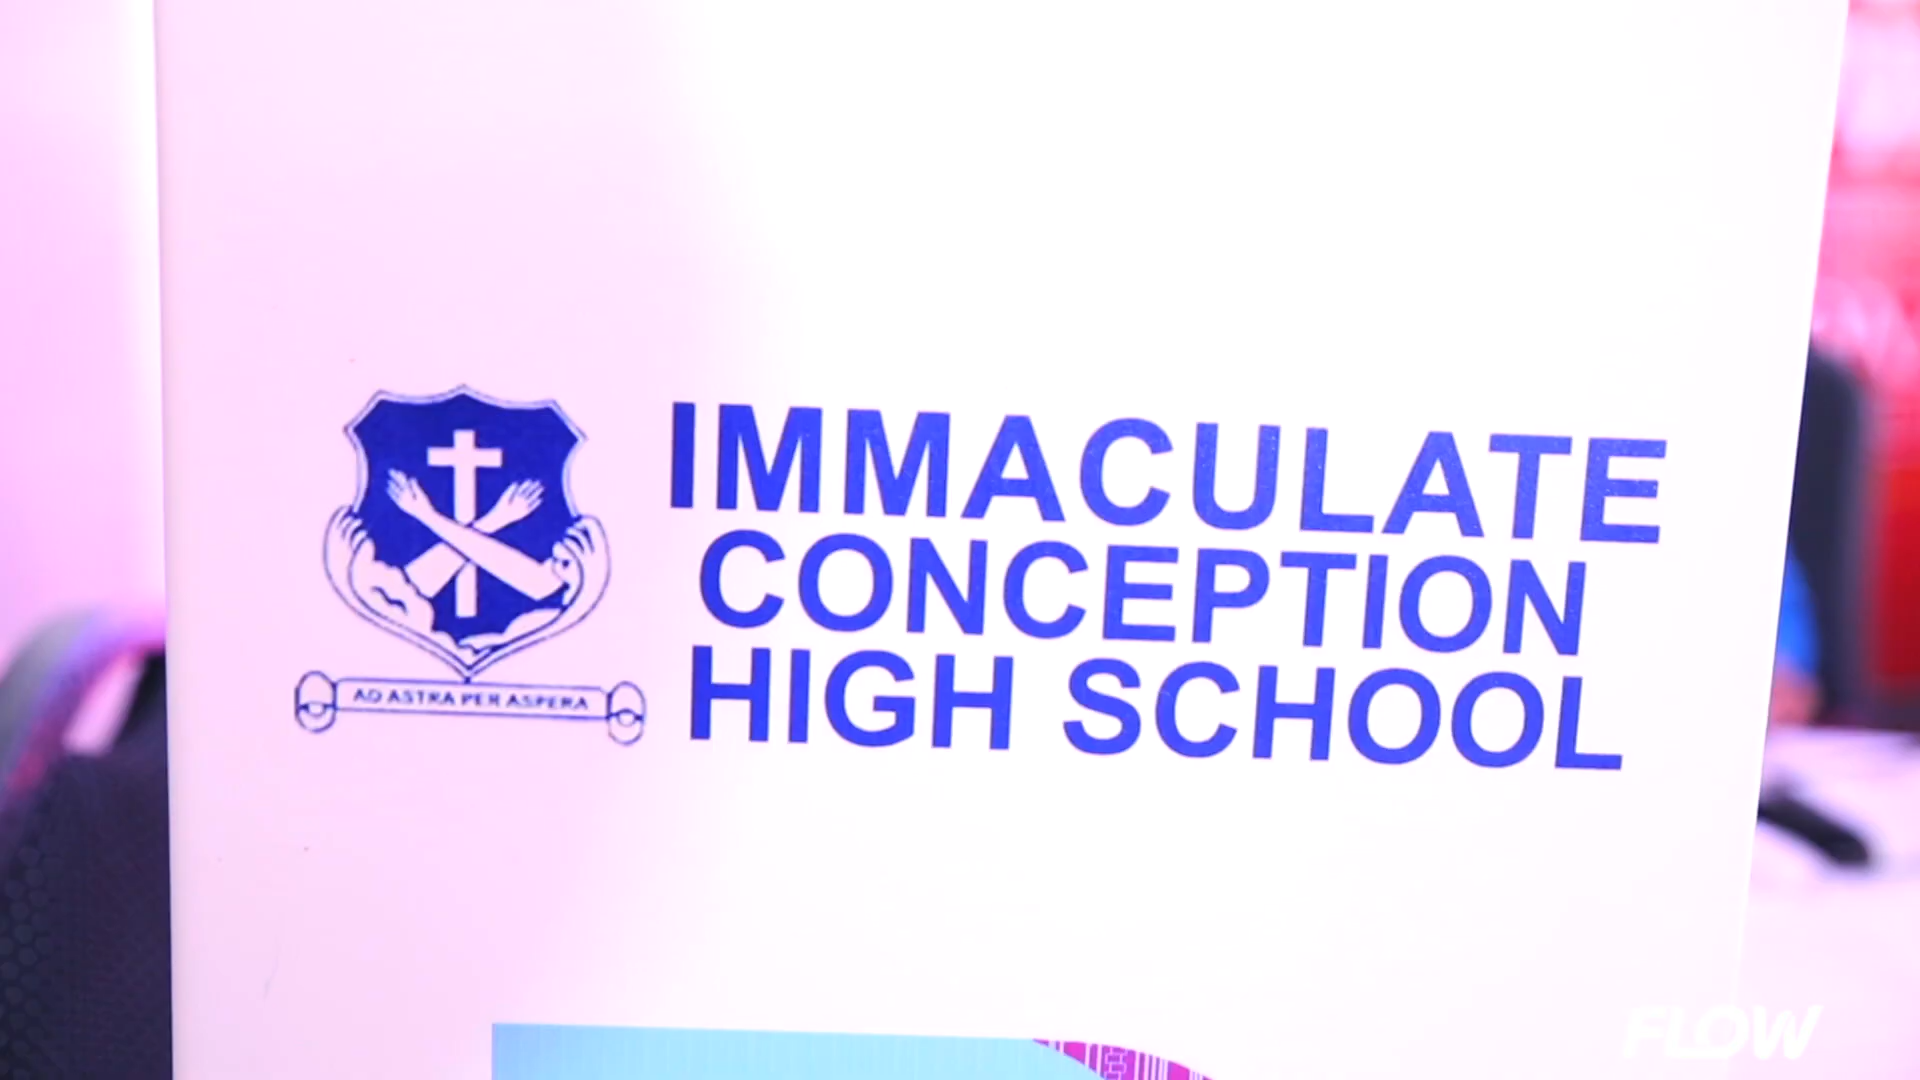 IMMACULATE
CONCEPTION
HIGH SCHOOL
AD ASTRA PER ASPERA
FLOW